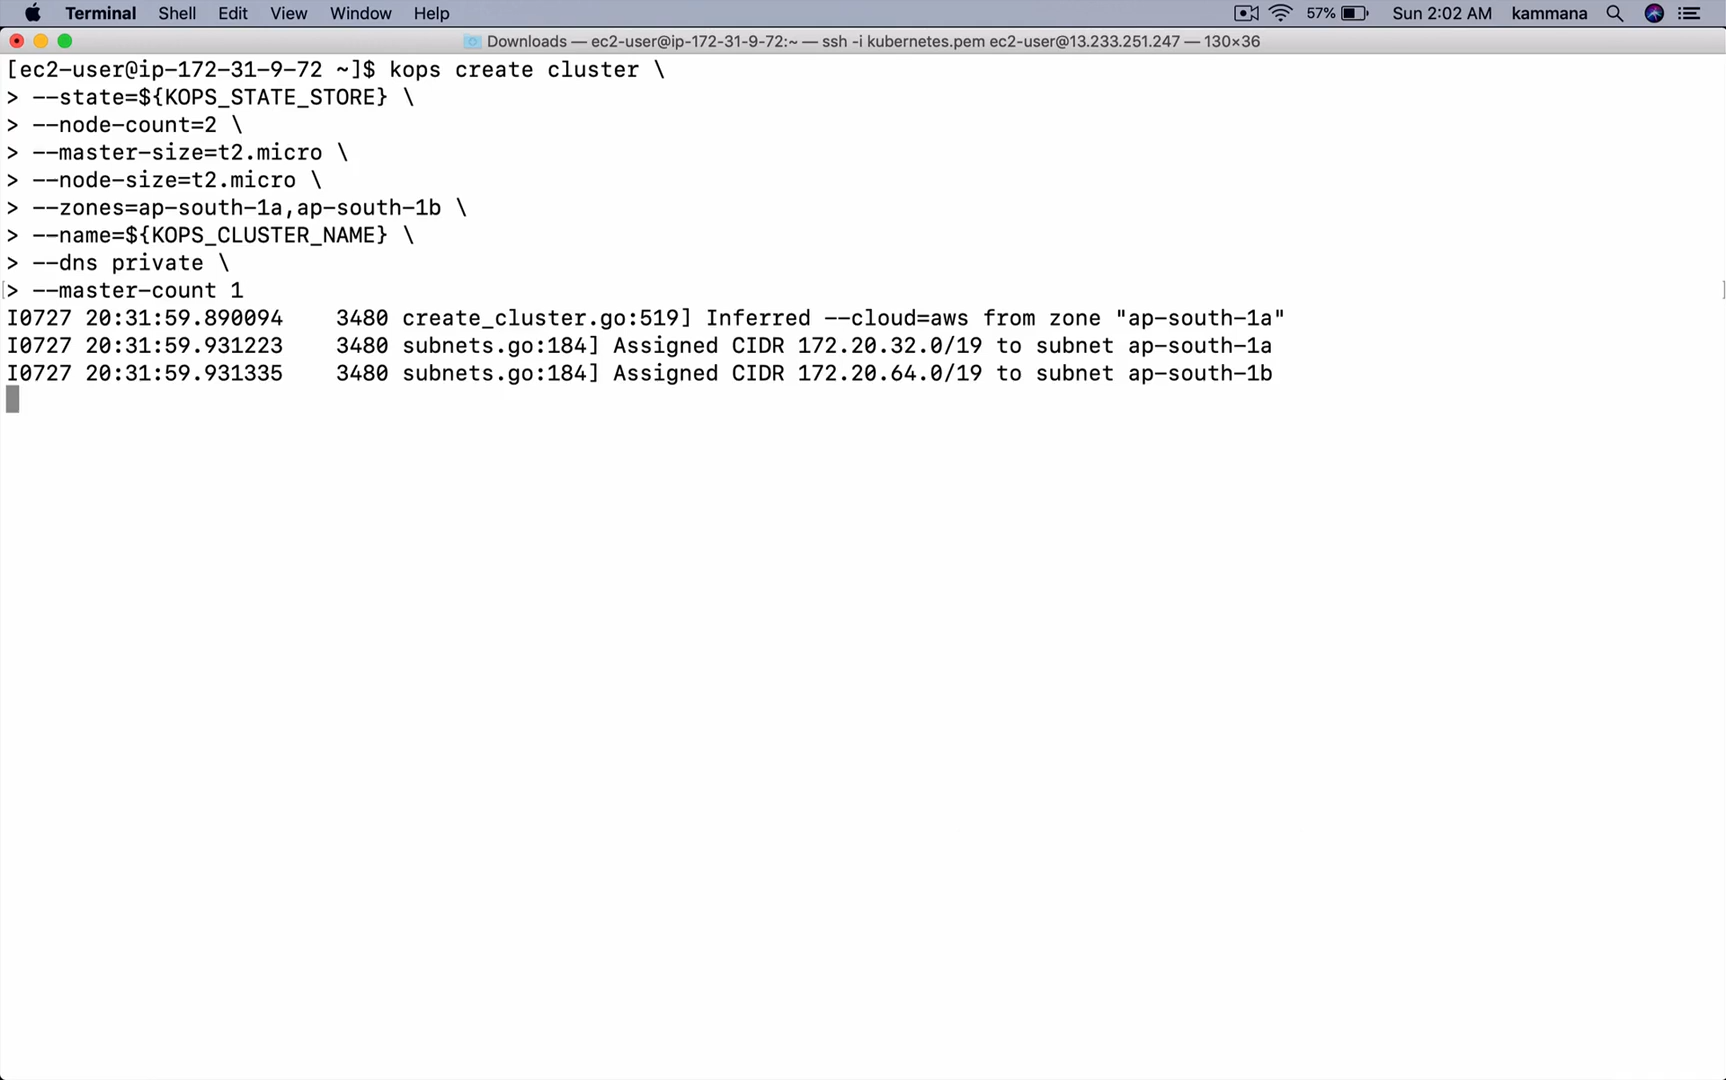 Terminal Shell Edit View Window Help 57% Sun 2:02 AM kammana
Downloads — ec2-user@ip-172-31-9-72:~ — ssh -i kubernetes.pem ec2-user@13.233.251.247 — 130×36
[ec2-user@ip-172-31-9-72 ~]$ kops create cluster \
> --state=${KOPS_STATE_STORE} \
> --node-count=2 \
> --master-size=t2.micro \
> --node-size=t2.micro \
> --zones=ap-south-1a,ap-south-1b \
> --name=${KOPS_CLUSTER_NAME} \
> --dns private \
[> --master-count 1 ]
I0727 20:31:59.890094    3480 create_cluster.go:519] Inferred --cloud=aws from zone "ap-south-1a"
I0727 20:31:59.931223    3480 subnets.go:184] Assigned CIDR 172.20.32.0/19 to subnet ap-south-1a
I0727 20:31:59.931335    3480 subnets.go:184] Assigned CIDR 172.20.64.0/19 to subnet ap-south-1b